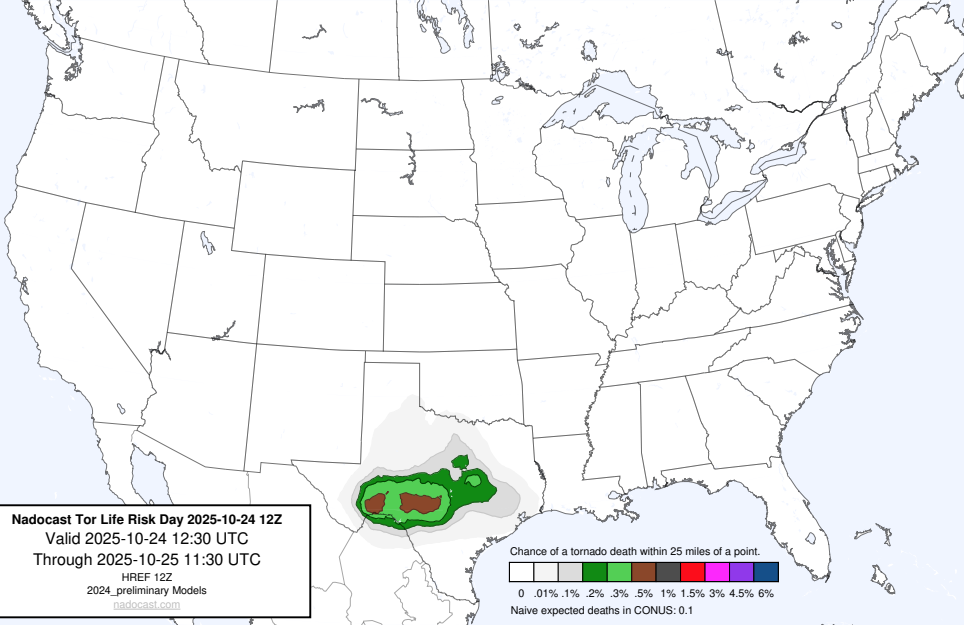 Nadocast Tor Life Risk Day 2025-10-24 12Z
Valid 2025-10-24 12:30 UTC
Through 2025-10-25 11:30 UTC
HREF 12Z
2024_preliminary Models
nadocast.com
Chance of a tornado death within 25 miles of a point.
0 .01% .1% .2% .3% .5% 1% 1.5% 3% 4.5% 6%
Naive expected deaths in CONUS: 0.1